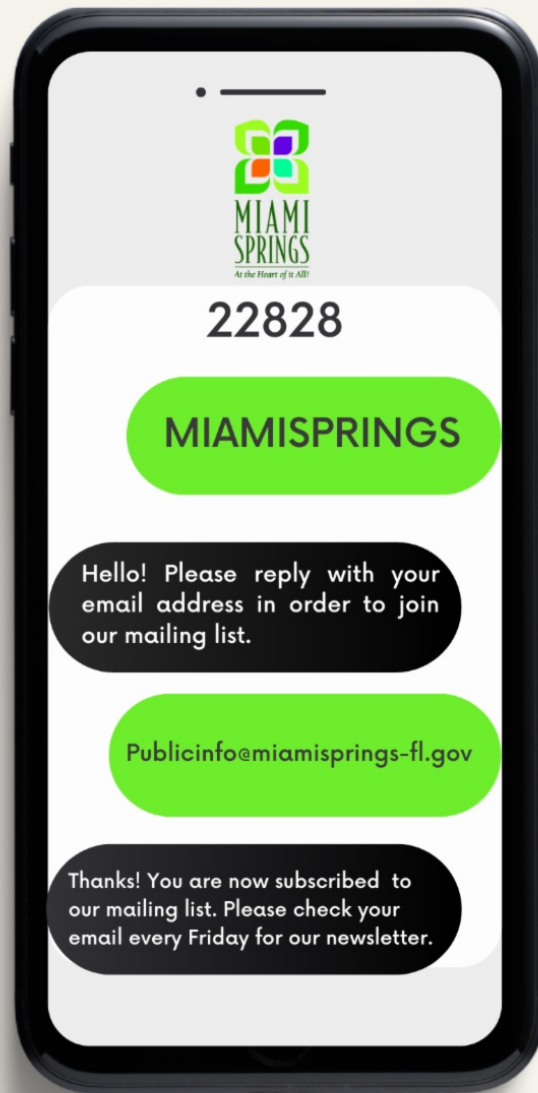 MIAMI
SPRINGS
At the Heart of it All!
22828
MIAMISPRINGS
Hello! Please reply with your
email address in order to join
our mailing list.
Publicinfo@miamisprings-fl.gov
Thanks! You are now subscribed to
our mailing list. Please check your
email every Friday for our newsletter.